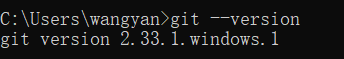 C:\Users\wangyan>git --version
git version 2.33.1.windows.1